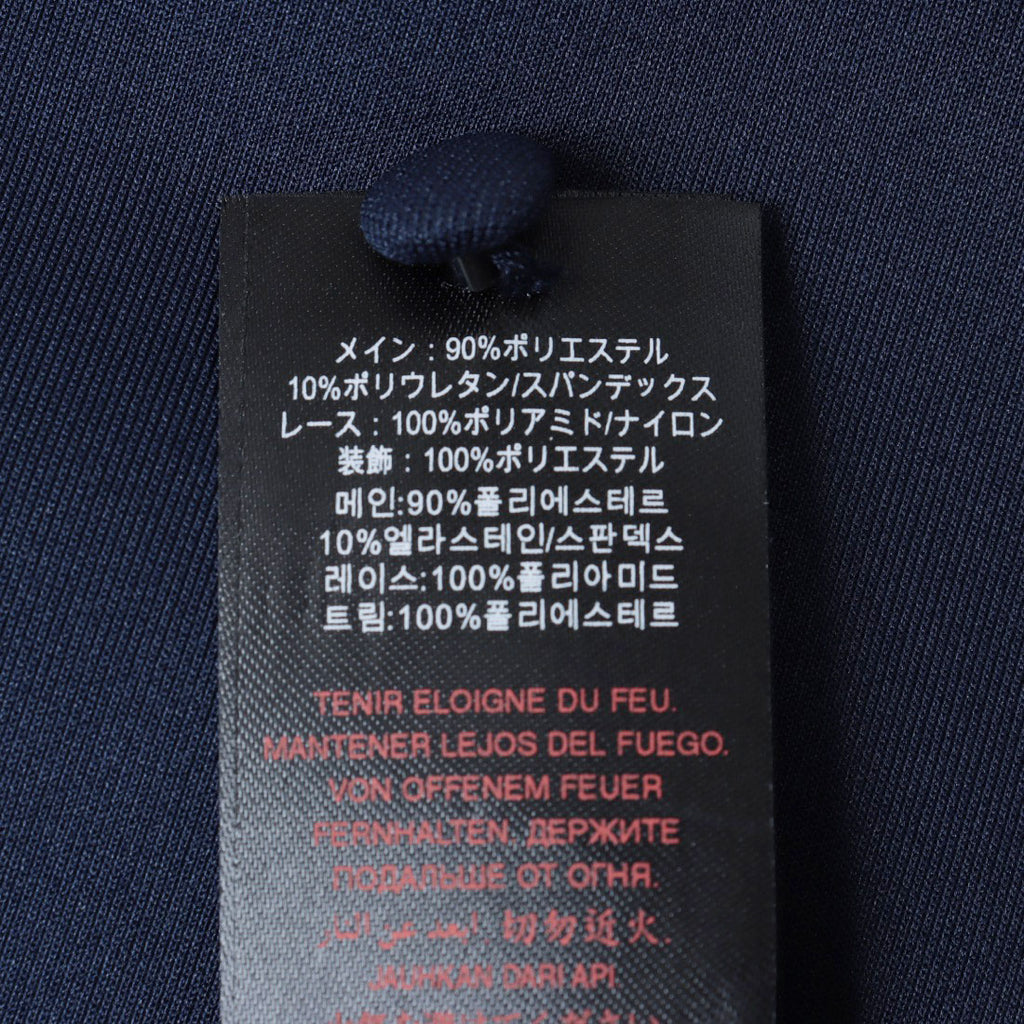 メイン：90%ポリエステル
10%ポリウレタン/スパンデックス
レース：100%ポリアミド/ナイロン
装飾：100%ポリエステル
메인:90%폴리에스테르
10%엘라스테인/스판덱스
레이스:100%폴리아미드
트림:100%폴리에스테르
TENIR ELOIGNE DU FEU.
MANTENER LEJOS DEL FUEGO.
VON OFFENEM FEUER
FERNHALTEN. ДЕРЖИТЕ
ПОДАЛЬШЕ ОТ ОГНЯ.
ابعد عن النار. 切勿近火.
JAUHKAN DARI API